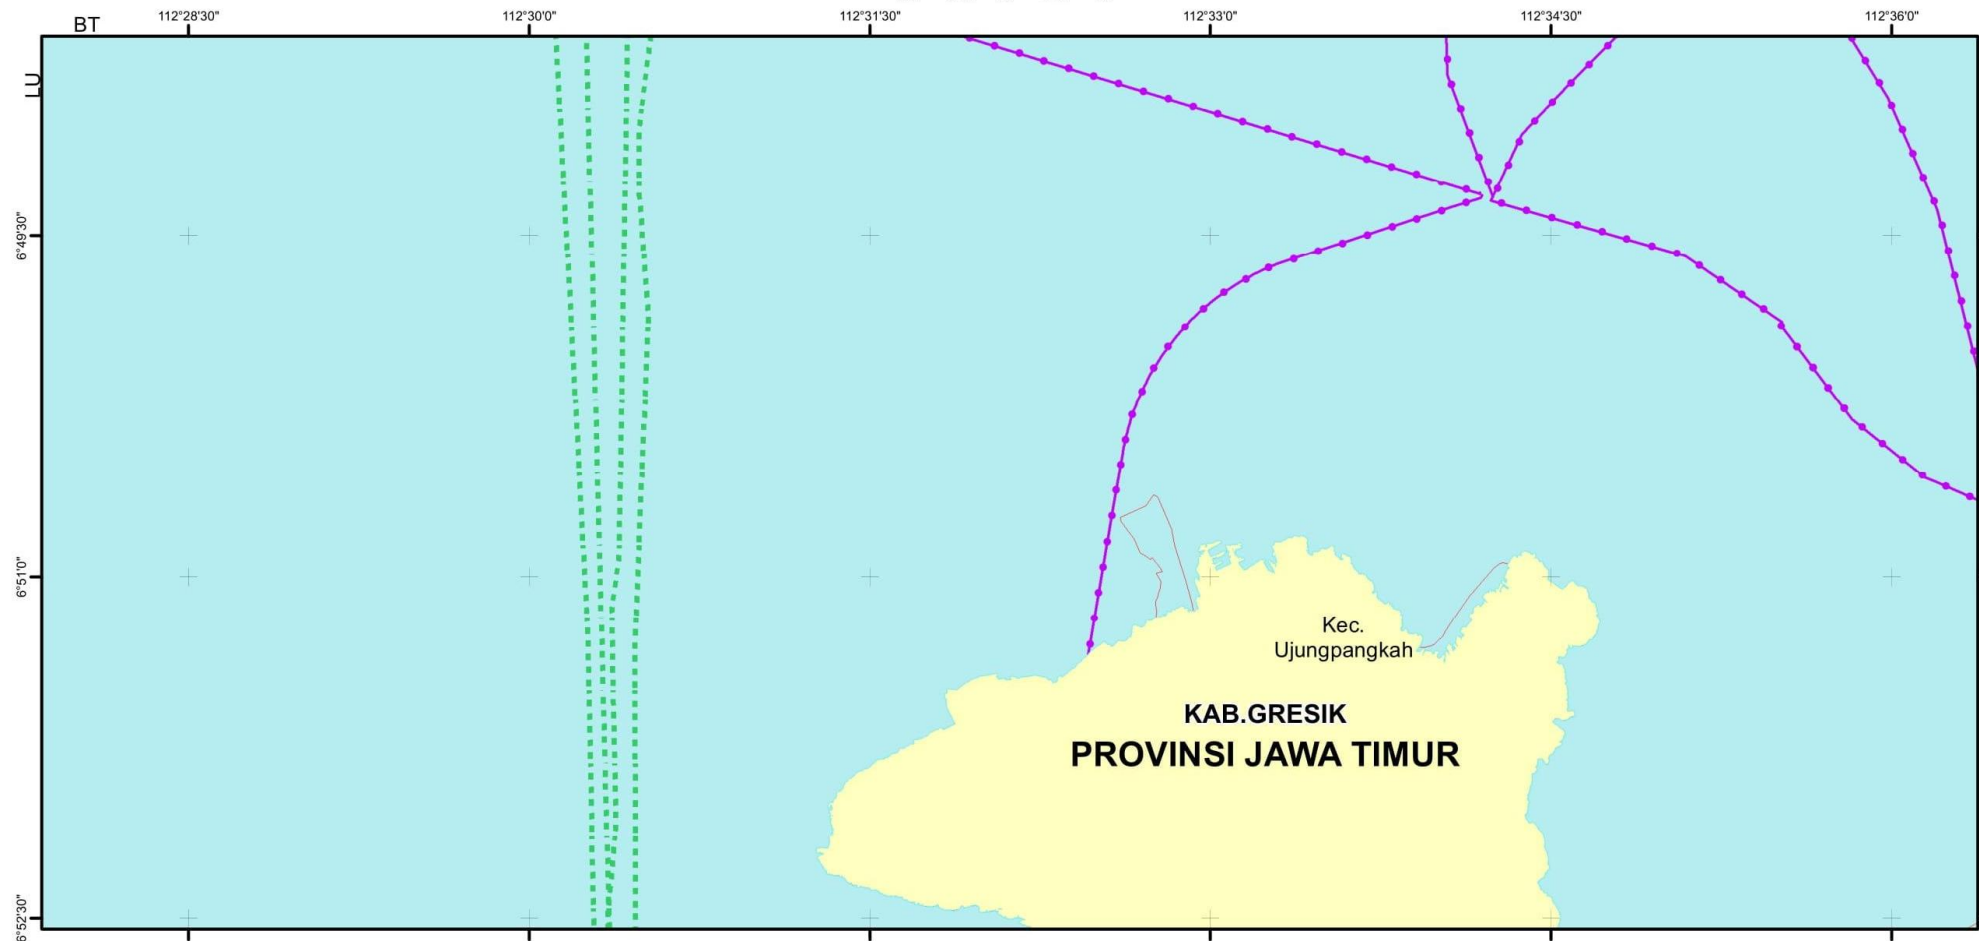 112°28'30"
112°30'0"
112°31'30"
112°33'0"
112°34'30"
112°36'0"
BT
LU
6°49'30"
6°51'0"
6°52'30"
Kec.
Ujungpangkah
KAB.GRESIK
PROVINSI JAWA TIMUR